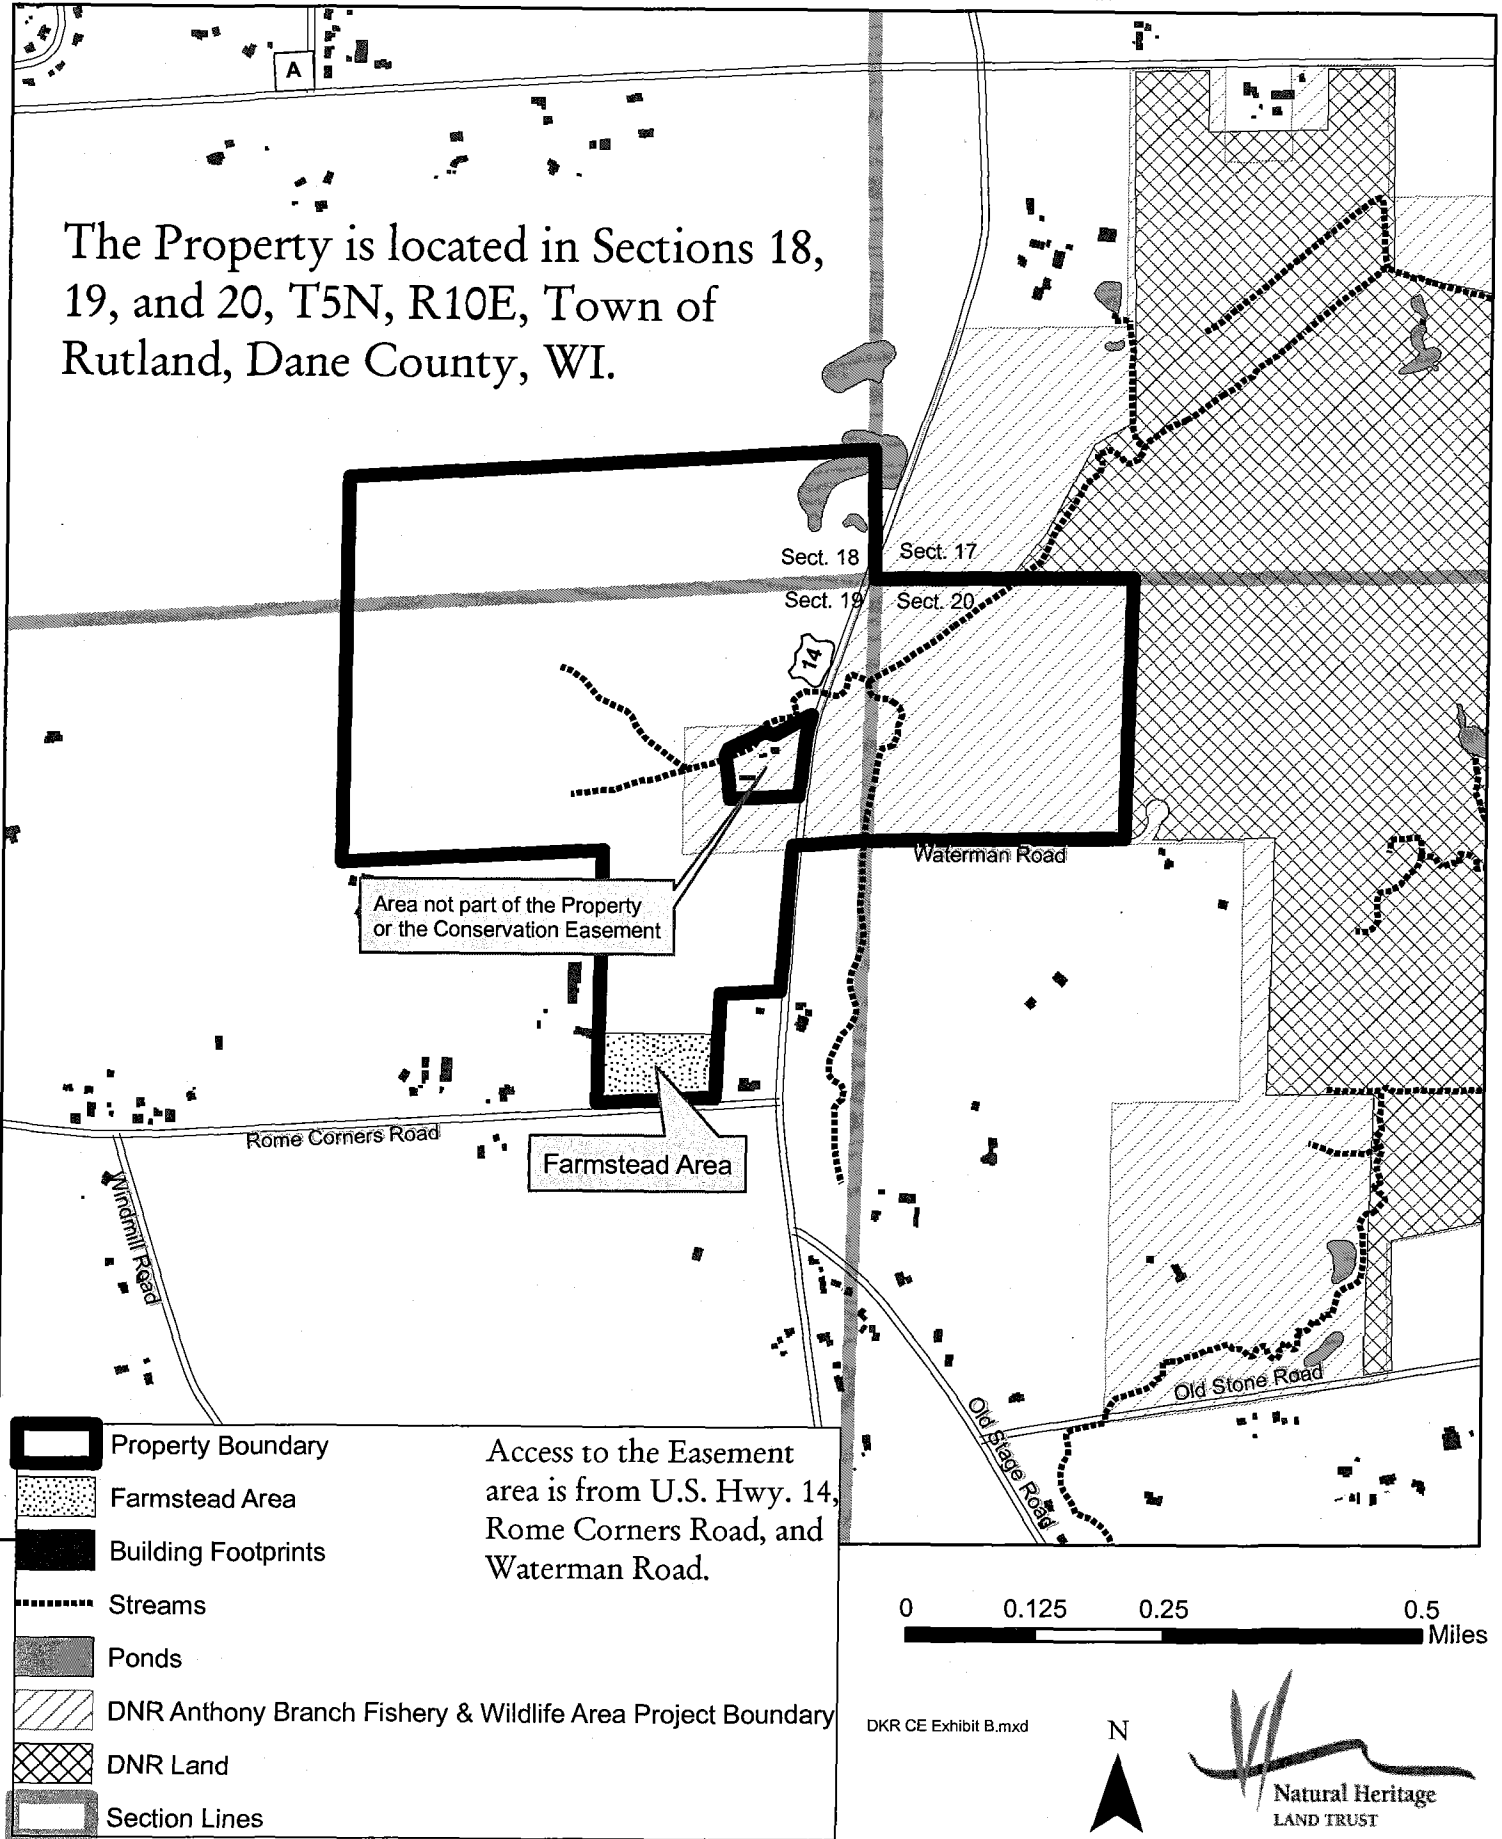 A
The Property is located in Sections 18,
19, and 20, T5N, R10E, Town of
Rutland, Dane County, WI.
Sect. 18
Sect. 17
Sect. 19
Sect. 20
14
Waterman Road
Area not part of the Property
or the Conservation Easement
Rome Corners Road
Farmstead Area
Windmill Road
Old Stone Road
Old Stage Road
Property Boundary
Farmstead Area
Building Footprints
Streams
Ponds
DNR Anthony Branch Fishery & Wildlife Area Project Boundary
DNR Land
Section Lines
Access to the Easement
area is from U.S. Hwy. 14,
Rome Corners Road, and
Waterman Road.
0 0.125 0.25 0.5
Miles
DKR CE Exhibit B.mxd
N
Natural Heritage
LAND TRUST